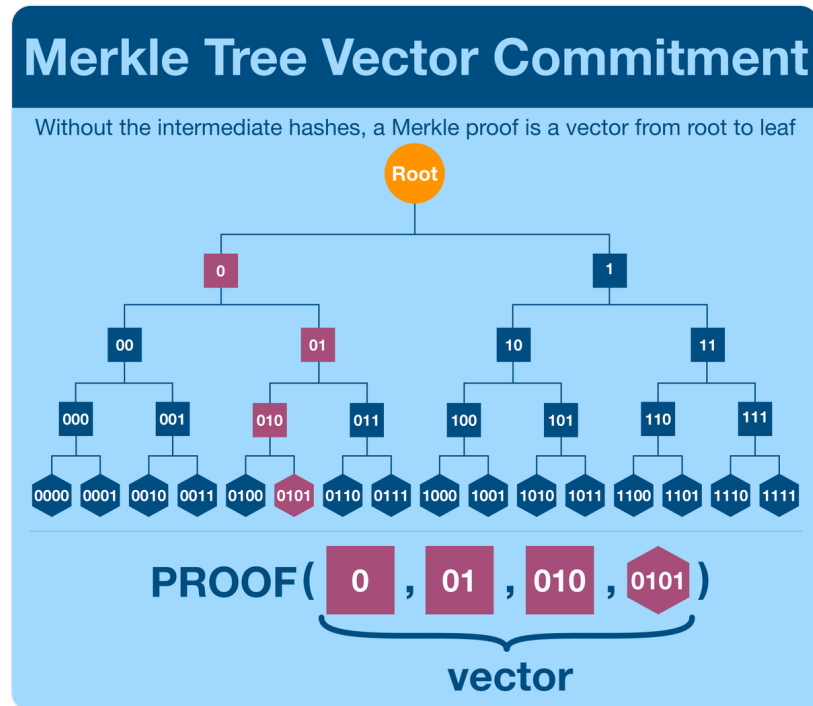 Merkle Tree Vector Commitment
Without the intermediate hashes, a Merkle proof is a vector from root to leaf
Root
0 1
00 01 10 11
000 001 010 011 100 101 110 111
0000 0001 0010 0011 0100 0101 0110 0111 1000 1001 1010 1011 1100 1101 1110 1111
PROOF( 0 , 01 , 010 , 0101 )
vector